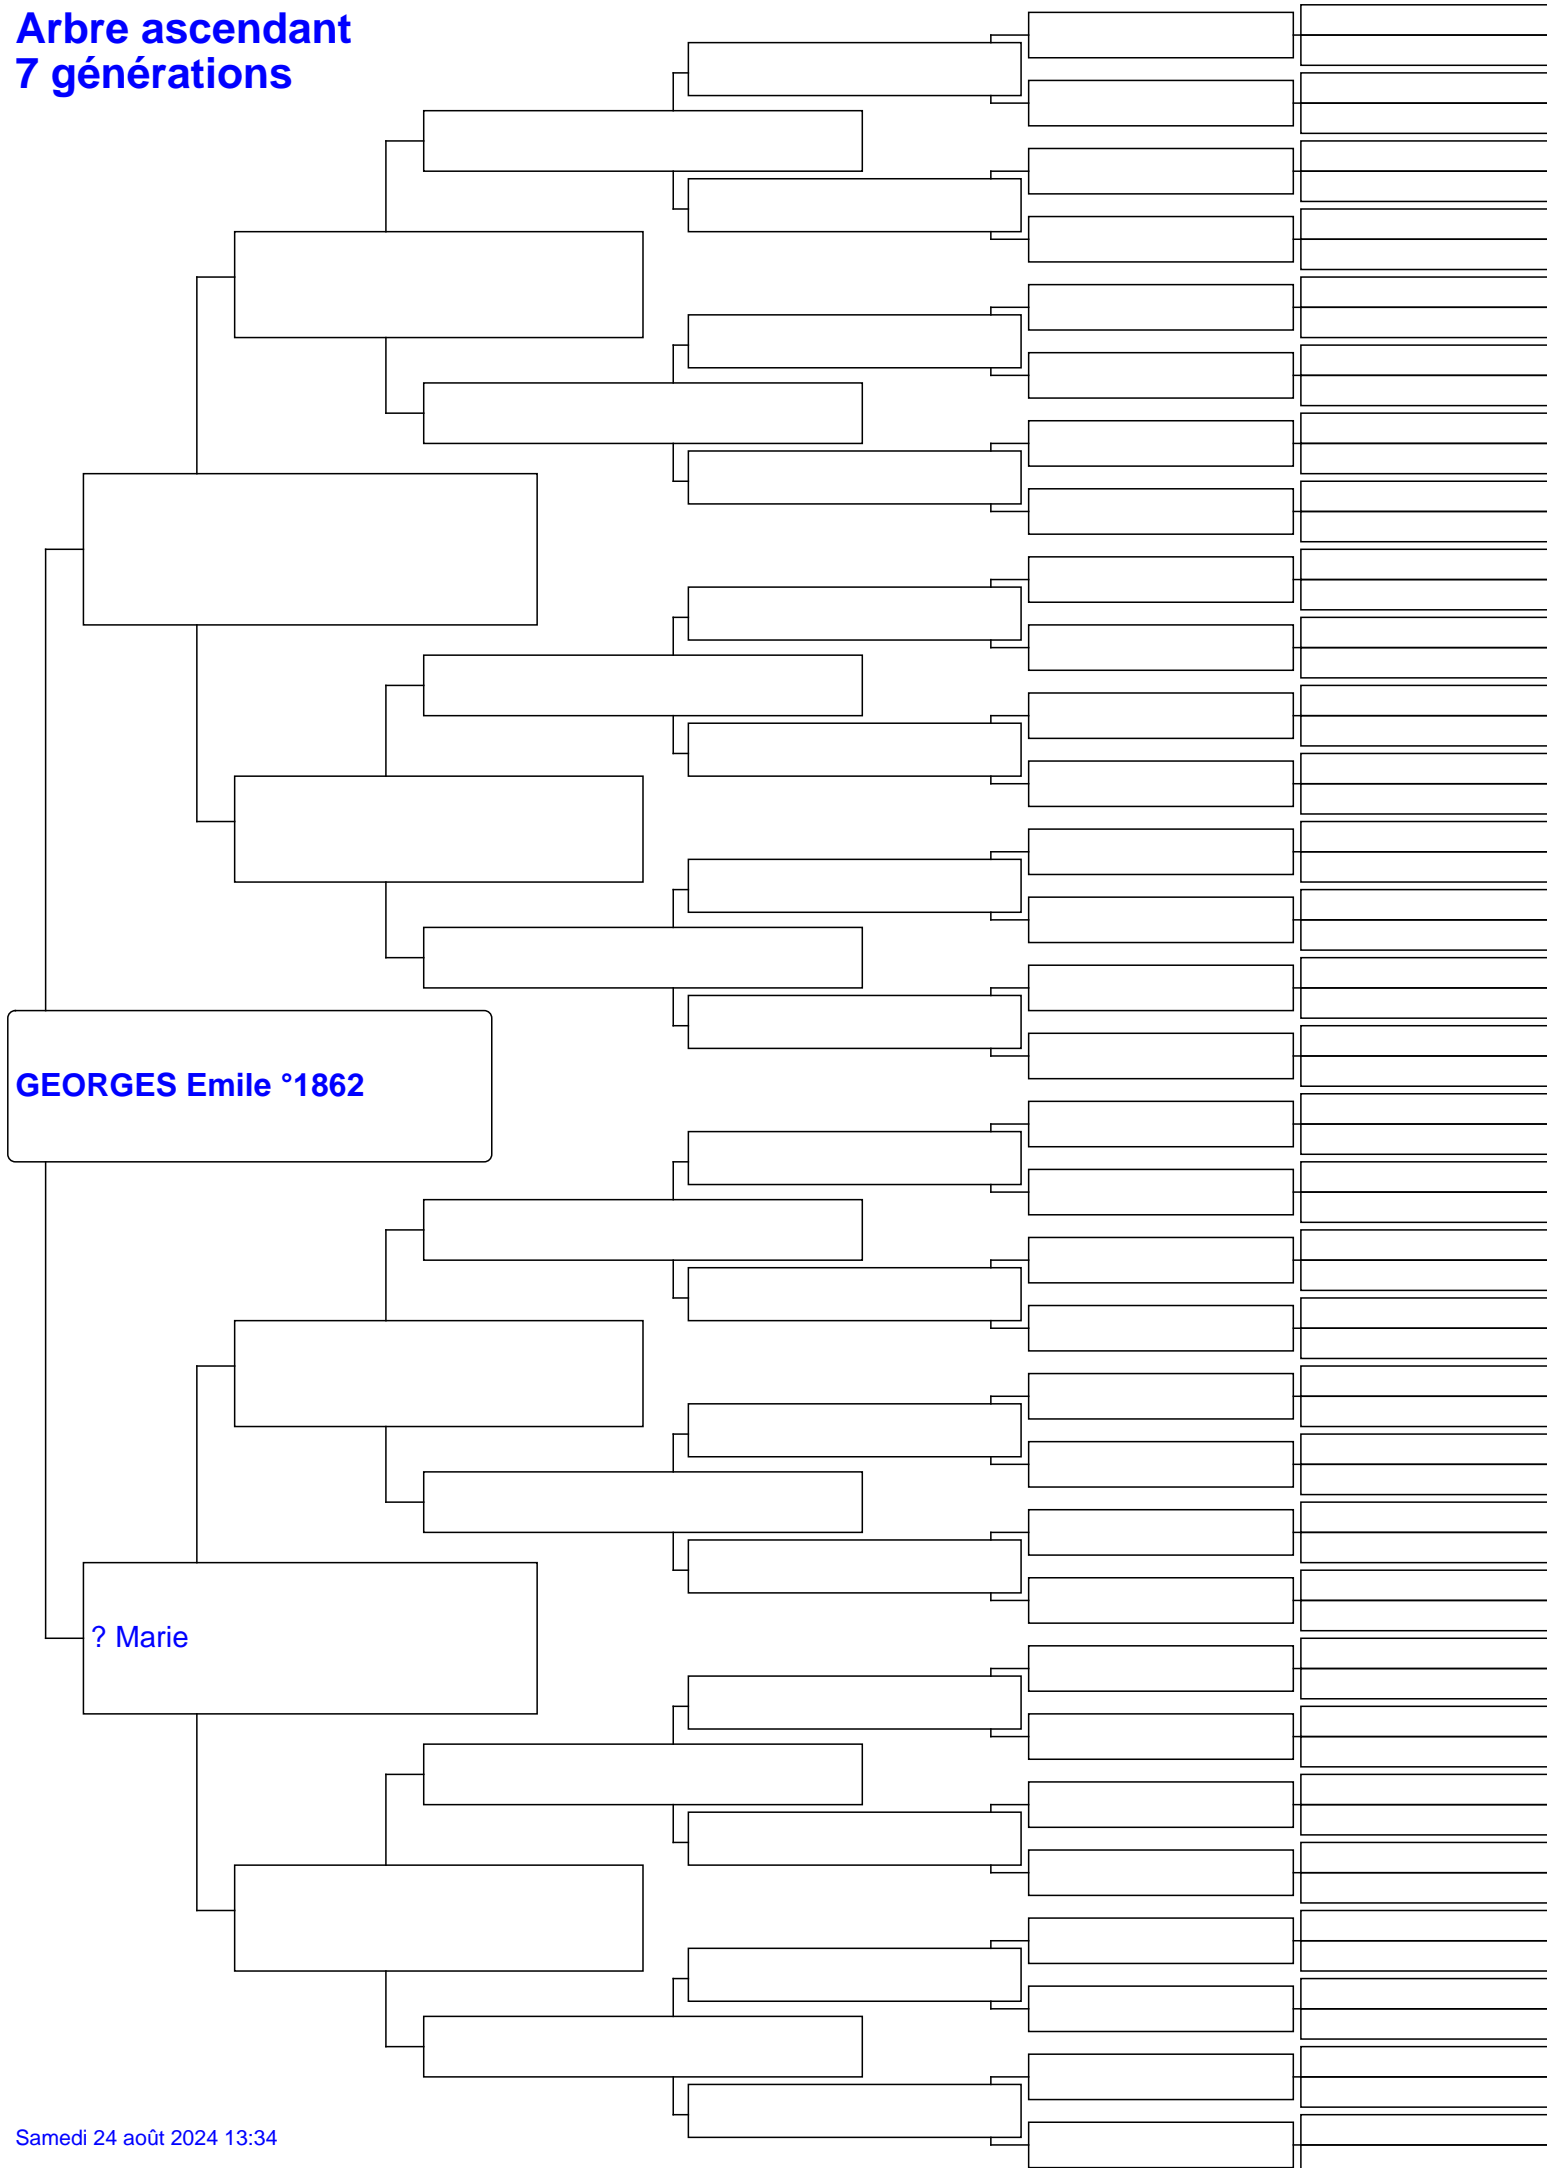 Arbre ascendant
7 générations
GEORGES Emile °1862
? Marie
Samedi 24 août 2024 13:34